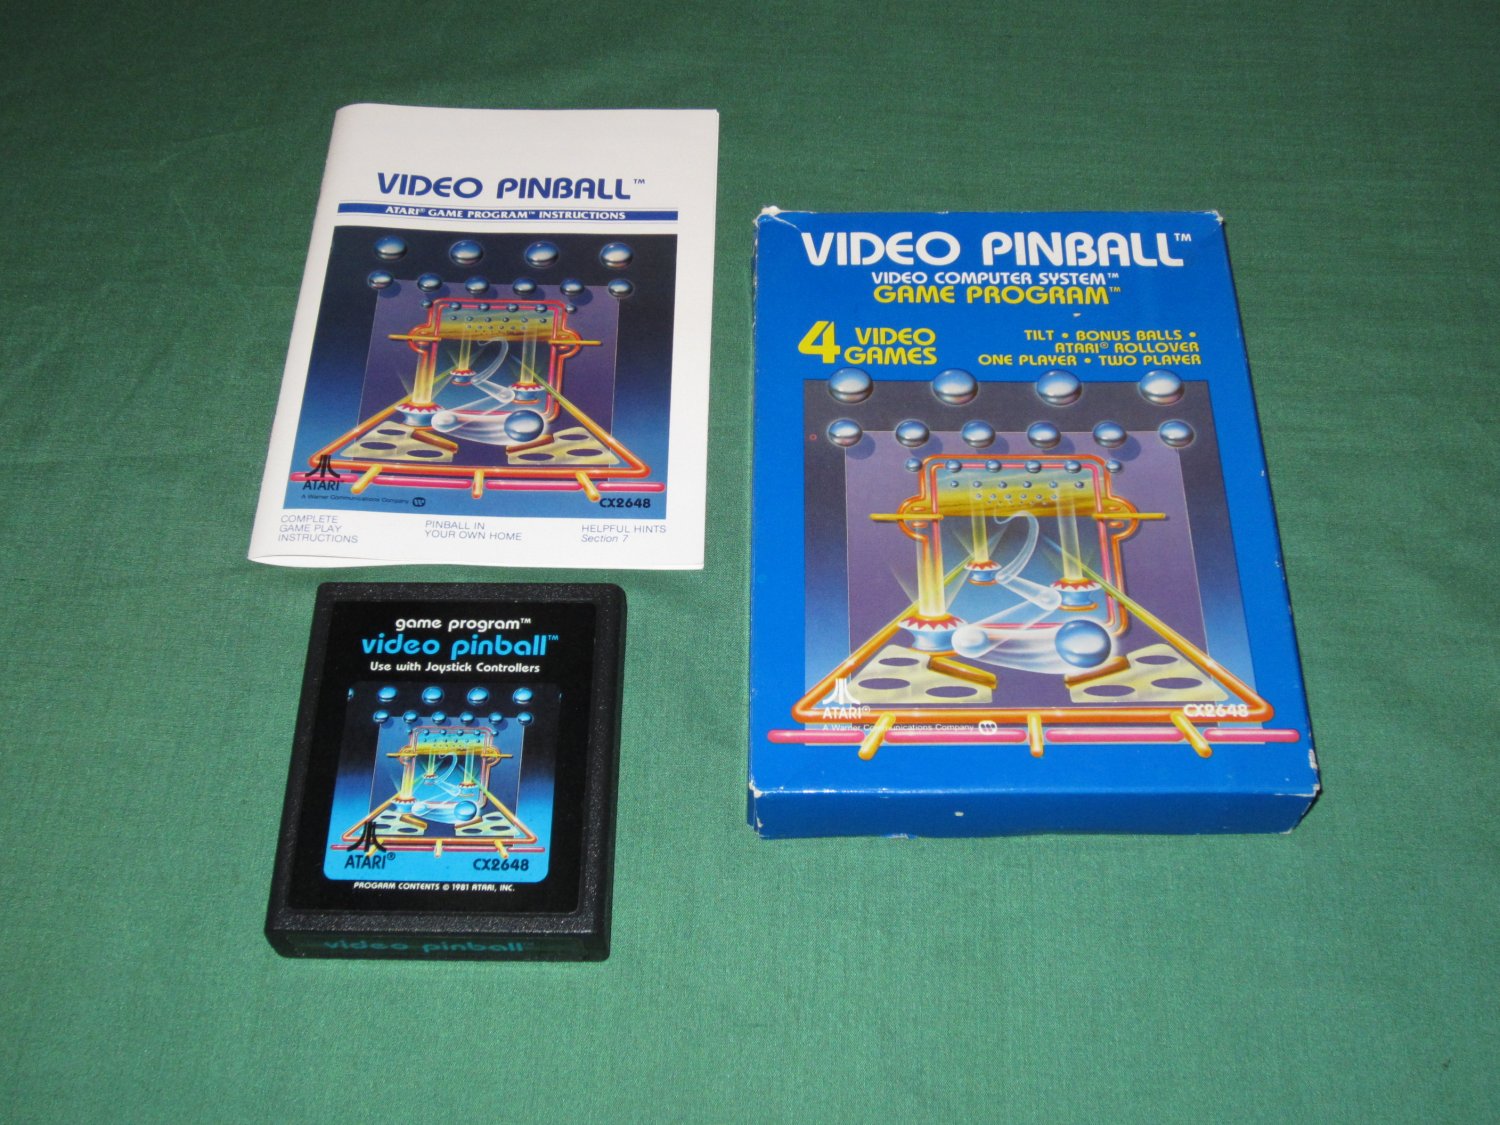 VIDEO PINBALL™
ATARI® GAME PROGRAM™ INSTRUCTIONS
ATARI
A Warner Communications Company
CX2648
COMPLETE
GAME PLAY
INSTRUCTIONS
PINBALL IN
YOUR OWN HOME
HELPFUL HINTS
Section 7
VIDEO PINBALL™
VIDEO COMPUTER SYSTEM™
GAME PROGRAM™
4 VIDEO
GAMES
TILT • BONUS BALLS •
ATARI® ROLLOVER
ONE PLAYER • TWO PLAYER
ATARI®
A Warner Communications Company
CX2648
game program™
video pinball™
Use with Joystick Controllers
ATARI®
CX2648
PROGRAM CONTENTS © 1981 ATARI, INC.
video pinball™